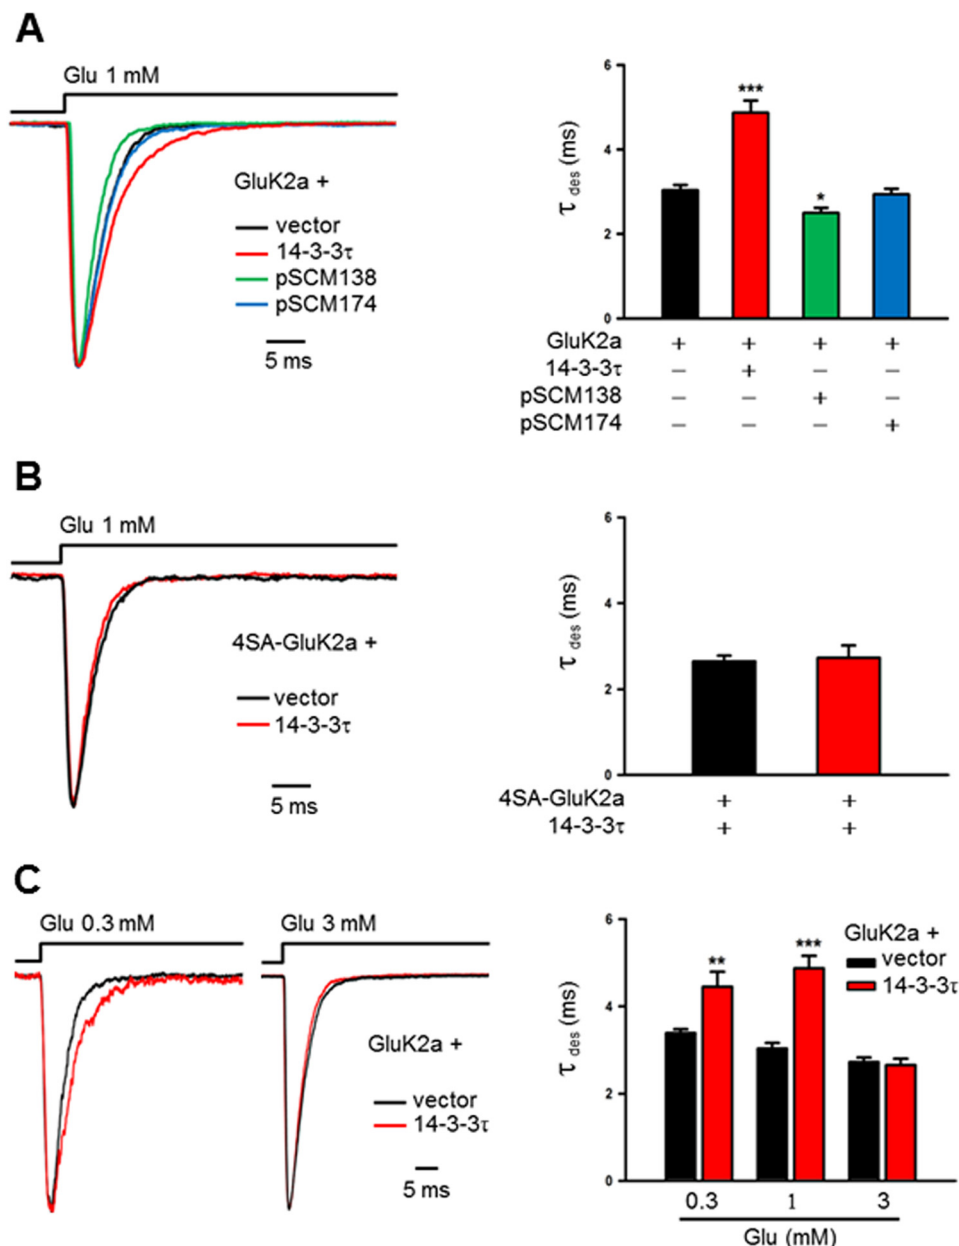 A
Glu 1 mM
GluK2a +
vector
14-3-3τ
pSCM138
pSCM174
5 ms
τ des (ms)
6
4
2
0
***
*
GluK2a + + + +
14-3-3τ – + – –
pSCM138 – – + –
pSCM174 – – – +
B
Glu 1 mM
4SA-GluK2a +
vector
14-3-3τ
5 ms
τ des (ms)
6
4
2
0
4SA-GluK2a + +
14-3-3τ + +
C
Glu 0.3 mM
Glu 3 mM
GluK2a +
vector
14-3-3τ
5 ms
τ des (ms)
6
4
2
0
**
***
GluK2a +
vector
14-3-3τ
0.3 1 3
Glu (mM)